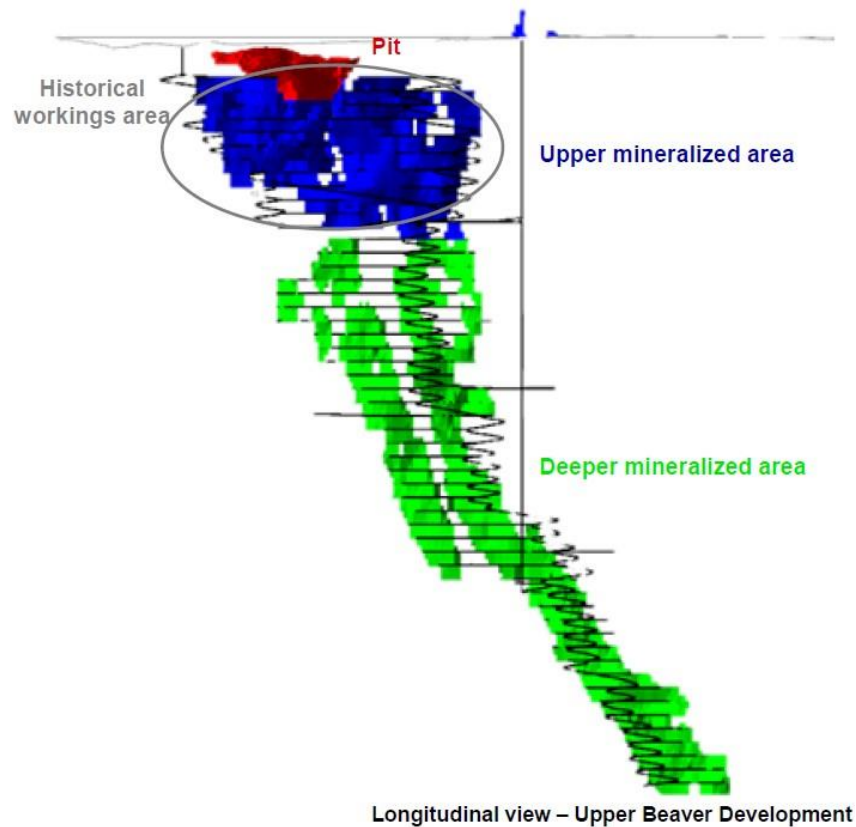 Pit
Historical
workings area
Upper mineralized area
Deeper mineralized area
Longitudinal view – Upper Beaver Development